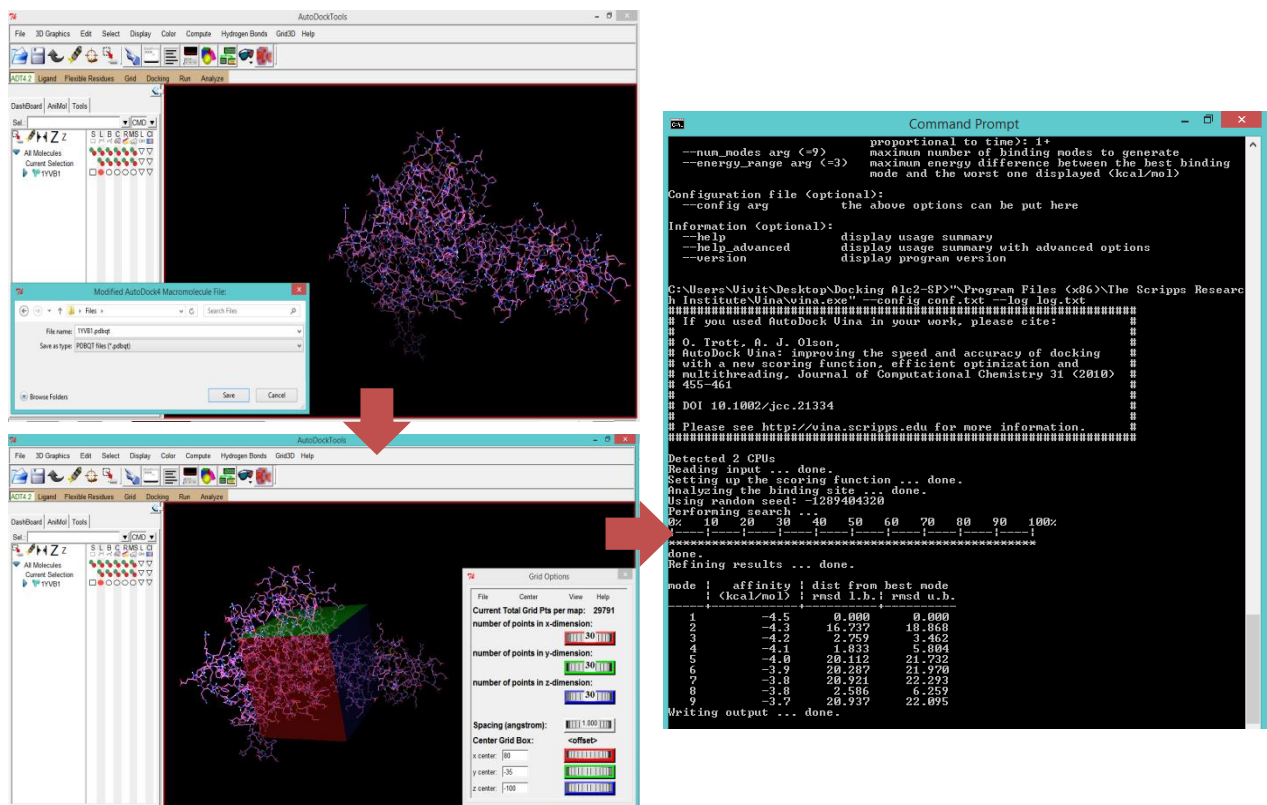 AutoDockTools
File 3D Graphics Edit Select Display Color Compute Hydrogen Bonds Grid3D Help
ADT4.2 Ligand Flexible Residues Grid Docking Run Analyze
DashBoard AniMol Tools
Sel.: CMD
Z z S L B C R MS L Cl
All Molecules
Current Selection
1YVB1
Modified AutoDock4 Macromolecule File:
Files Search Files
File name: 1YVB1.pdbqt
Save as type: PDBQT files (*.pdbqt)
Browse Folders Save Cancel
AutoDockTools
File 3D Graphics Edit Select Display Color Compute Hydrogen Bonds Grid3D Help
ADT4.2 Ligand Flexible Residues Grid Docking Run Analyze
DashBoard AniMol Tools
Sel.: CMD
Z z S L B C R MS L Cl
All Molecules
Current Selection
1YVB1
Grid Options
File Center View Help
Current Total Grid Pts per map: 29791
number of points in x-dimension:
30
number of points in y-dimension:
30
number of points in z-dimension:
30
Spacing (angstrom): 1.000
Center Grid Box: <offset>
x center: 80
y center: -35
z center: -100
Command Prompt
proportional to time): 1+
--num_modes arg (=9) maximum number of binding modes to generate
--energy_range arg (=3) maximum energy difference between the best binding
mode and the worst one displayed (kcal/mol)
Configuration file (optional):
--config arg the above options can be put here
Information (optional):
--help display usage summary
--help_advanced display usage summary with advanced options
--version display program version
C:\Users\Vivit\Desktop\Docking Alc2-SP>"\Program Files (x86)\The Scripps Researc
h Institute\Vina\vina.exe" --config conf.txt --log log.txt
#################################################################
# If you used AutoDock Vina in your work, please cite: #
# #
# O. Trott, A. J. Olson, #
# AutoDock Vina: improving the speed and accuracy of docking #
# with a new scoring function, efficient optimization and #
# multithreading, Journal of Computational Chemistry 31 (2010) #
# 455-461 #
# #
# DOI 10.1002/jcc.21334 #
# #
# Please see http://vina.scripps.edu for more information. #
#################################################################
Detected 2 CPUs
Reading input ... done.
Setting up the scoring function ... done.
Analyzing the binding site ... done.
Using random seed: -1289404320
Performing search ...
0% 10 20 30 40 50 60 70 80 90 100%
|----|----|----|----|----|----|----|----|----|----|
***************************************************
done.
Refining results ... done.
mode | affinity | dist from best mode
| (kcal/mol) | rmsd l.b.| rmsd u.b.
-----+------------+----------+----------
1 -4.5 0.000 0.000
2 -4.3 16.737 18.868
3 -4.2 2.759 3.462
4 -4.1 1.833 5.804
5 -4.0 20.112 21.732
6 -3.9 20.287 21.970
7 -3.8 20.921 22.293
8 -3.8 2.586 6.259
9 -3.7 20.937 22.095
Writing output ... done.